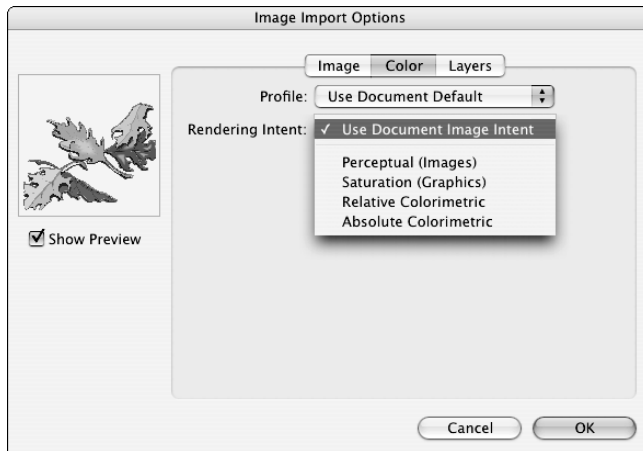 Image Import Options
Image Color Layers
Profile: Use Document Default
Rendering Intent: ✓ Use Document Image Intent
Perceptual (Images)
Saturation (Graphics)
Relative Colorimetric
Absolute Colorimetric
Show Preview
Cancel OK